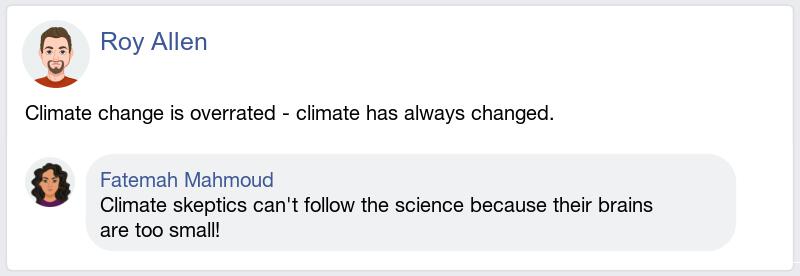 Roy Allen
Climate change is overrated - climate has always changed.
Fatemah Mahmoud
Climate skeptics can't follow the science because their brains
are too small!